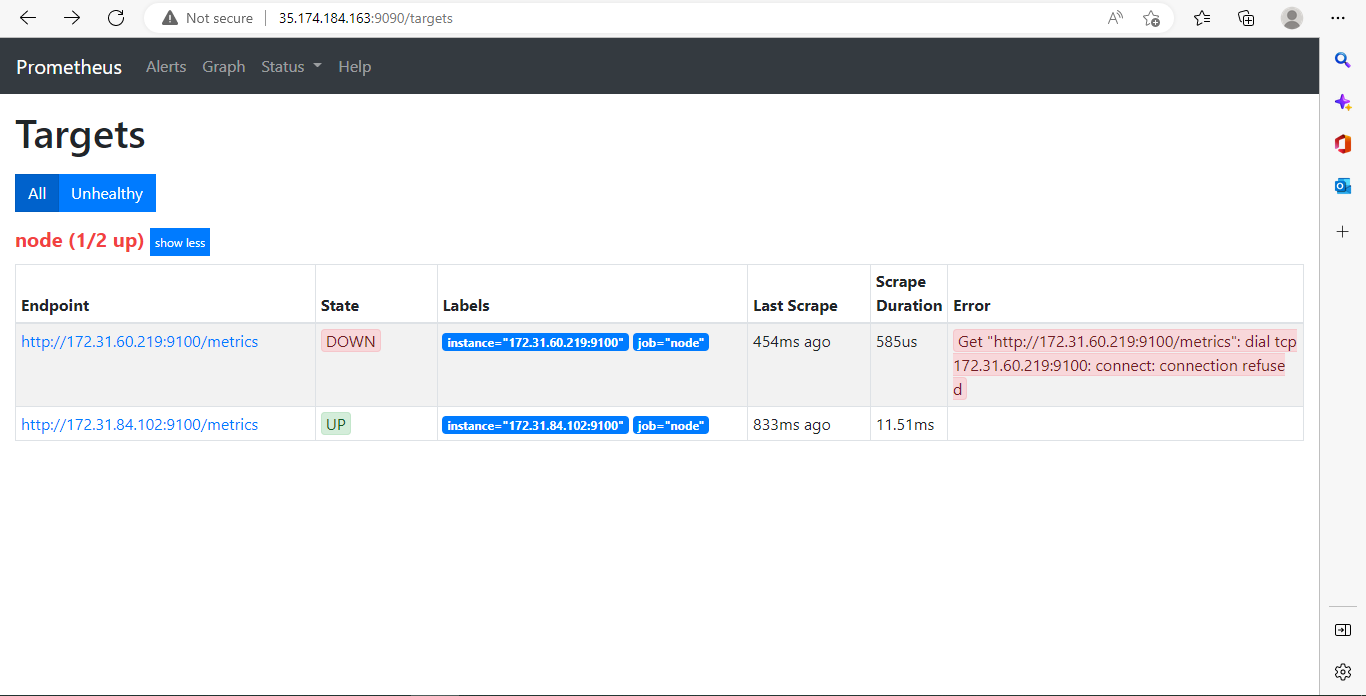 Not secure | 35.174.184.163:9090/targets
Prometheus Alerts Graph Status Help
Targets
All Unhealthy
node (1/2 up) show less
Endpoint State Labels Last Scrape Scrape Duration Error
http://172.31.60.219:9100/metrics DOWN instance="172.31.60.219:9100" job="node" 454ms ago 585us Get "http://172.31.60.219:9100/metrics": dial tcp
172.31.60.219:9100: connect: connection refuse
d
http://172.31.84.102:9100/metrics UP instance="172.31.84.102:9100" job="node" 833ms ago 11.51ms